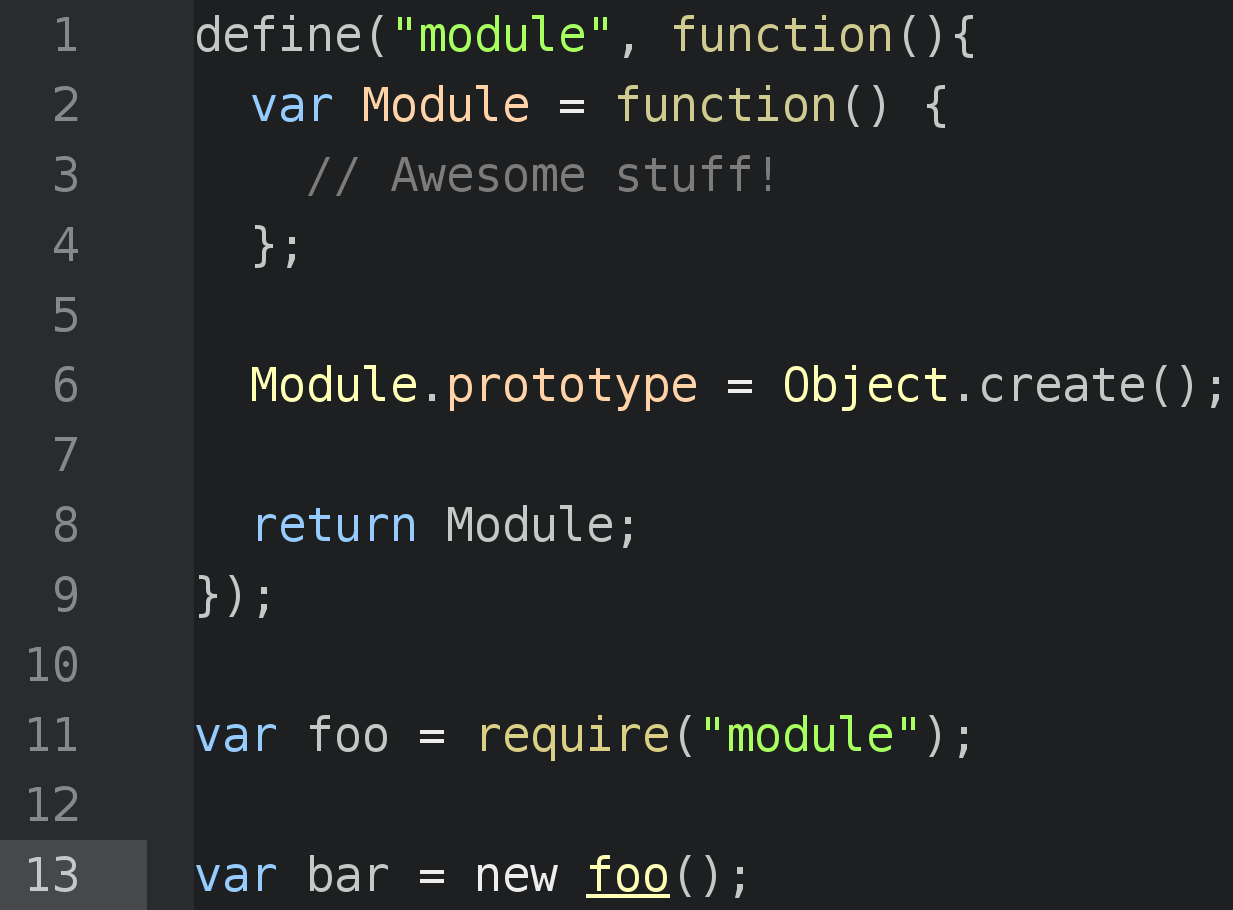 1 define("module", function(){
2   var Module = function() {
3     // Awesome stuff!
4   };
5
6   Module.prototype = Object.create();
7
8   return Module;
9 });
10
11 var foo = require("module");
12
13 var bar = new foo();